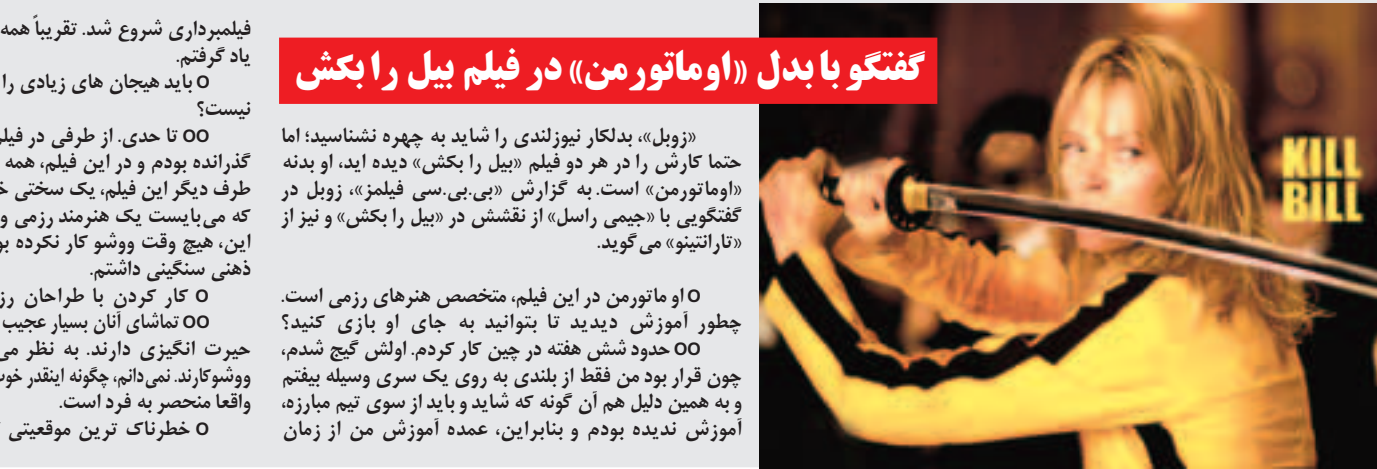 گفتگو با بدل «اوماتورمن» در فیلم بیل را بکش
«زوبل»، بدلکار نیوزلندی را شاید به چهره نشناسید؛ اما
حتما کارش را در هر دو فیلم «بیل را بکش» دیده اید، او بدنه
«اوماتورمن» است. به گزارش «بی.بی.سی فیلمز»، زوبل در
گفتگویی با «جیمی راسل» از نقشش در «بیل را بکش» و نیز از
«تارانتینو» می گوید.
o او ماتورمن در این فیلم، متخصص هنرهای رزمی است.
چطور آموزش دیدید تا بتوانید به جای او بازی کنید؟
oo حدود شش هفته در چین کار کردم. اولش گیج شدم،
چون قرار بود من فقط از بلندی به روی یک سری وسیله بیفتم
و به همین دلیل هم آن گونه که شاید و باید از سوی تیم مبارزه،
آموزش ندیده بودم و بنابراین، عمده آموزش من از زمان
فیلمبرداری شروع شد. تقریباً همه
یاد گرفتم.
o باید هیجان های زیادی را
نیست؟
oo تا حدی. از طرفی در فیلم
گذرانده بودم و در این فیلم، همه
طرف دیگر این فیلم، یک سختی
که می‌بایست یک هنرمند رزمی و
این، هیچ وقت ووشو کار نکرده
ذهنی سنگینی داشتم.
o کار کردن با طراحان
oo تماشای آنان بسیار عجیب
حیرت انگیزی دارند. به نظر
ووشوکارند. نمی‌دانم، چگونه اینقدر
واقعا منحصر به فرد است.
o خطرناک ترین موقعیتی
KILL
BILL